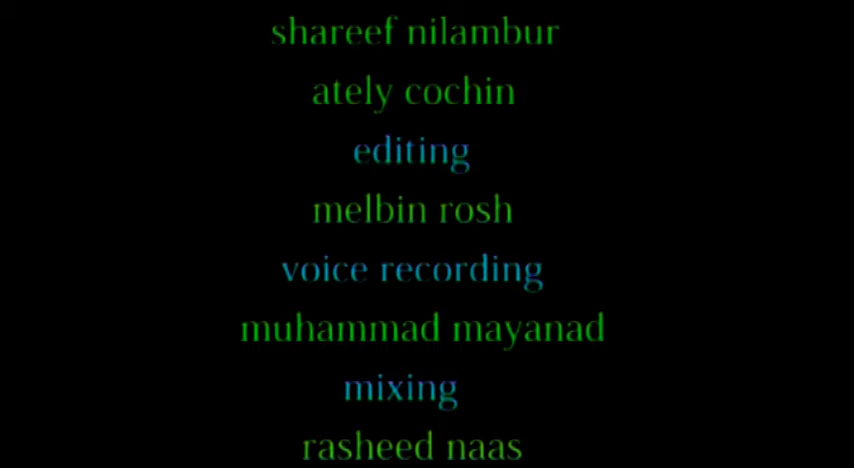 shareef nilambur
ately cochin
editing
melbin rosh
voice recording
muhammad mayanad
mixing
rasheed naas